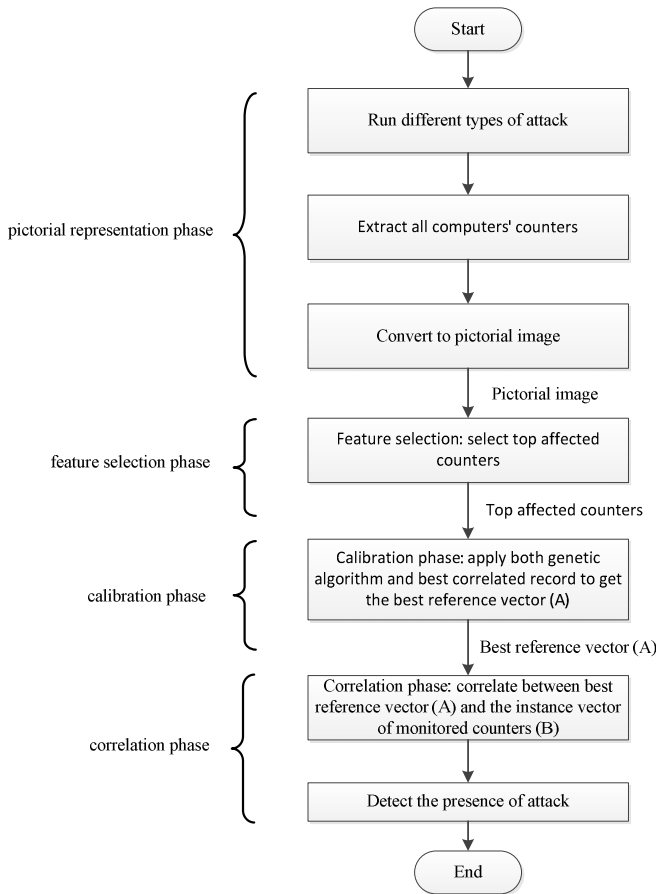 Start
Run different types of attack
pictorial representation phase
Extract all computers' counters
Convert to pictorial image
Pictorial image
feature selection phase
Feature selection: select top affected
counters
Top affected counters
calibration phase
Calibration phase: apply both genetic
algorithm and best correlated record to get
the best reference vector (A)
Best reference vector (A)
correlation phase
Correlation phase: correlate between best
reference vector (A) and the instance vector
of monitored counters (B)
Detect the presence of attack
End